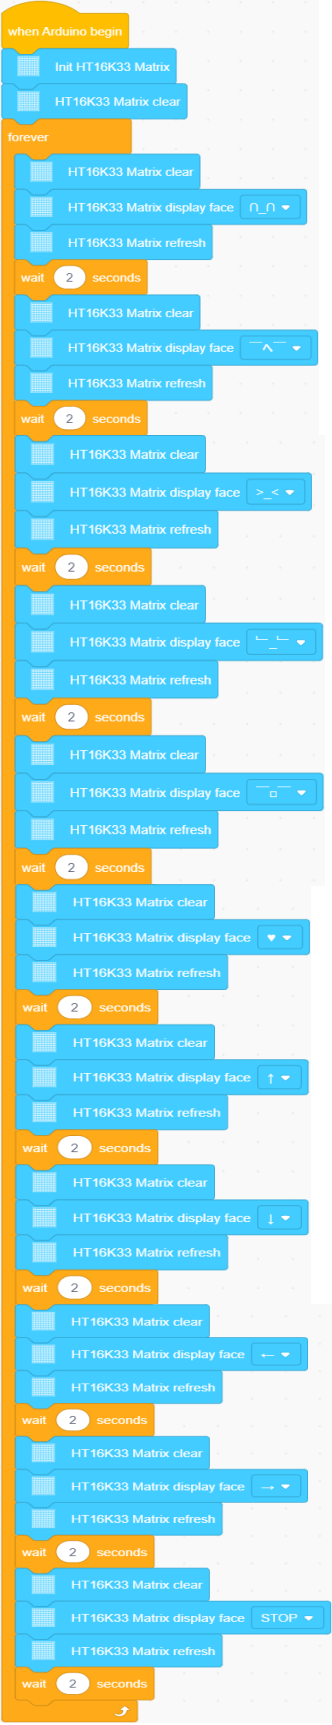 when Arduino begin
Init HT16K33 Matrix
HT16K33 Matrix clear
forever
HT16K33 Matrix clear
HT16K33 Matrix display face ∩_∩
HT16K33 Matrix refresh
wait 2 seconds
HT16K33 Matrix clear
HT16K33 Matrix display face ¯^¯
HT16K33 Matrix refresh
wait 2 seconds
HT16K33 Matrix clear
HT16K33 Matrix display face >_<
HT16K33 Matrix refresh
wait 2 seconds
HT16K33 Matrix clear
HT16K33 Matrix display face ﹂_﹂
HT16K33 Matrix refresh
wait 2 seconds
HT16K33 Matrix clear
HT16K33 Matrix display face ¯□¯
HT16K33 Matrix refresh
wait 2 seconds
HT16K33 Matrix clear
HT16K33 Matrix display face ♥
HT16K33 Matrix refresh
wait 2 seconds
HT16K33 Matrix clear
HT16K33 Matrix display face ↑
HT16K33 Matrix refresh
wait 2 seconds
HT16K33 Matrix clear
HT16K33 Matrix display face ↓
HT16K33 Matrix refresh
wait 2 seconds
HT16K33 Matrix clear
HT16K33 Matrix display face ←
HT16K33 Matrix refresh
wait 2 seconds
HT16K33 Matrix clear
HT16K33 Matrix display face →
HT16K33 Matrix refresh
wait 2 seconds
HT16K33 Matrix clear
HT16K33 Matrix display face STOP
HT16K33 Matrix refresh
wait 2 seconds